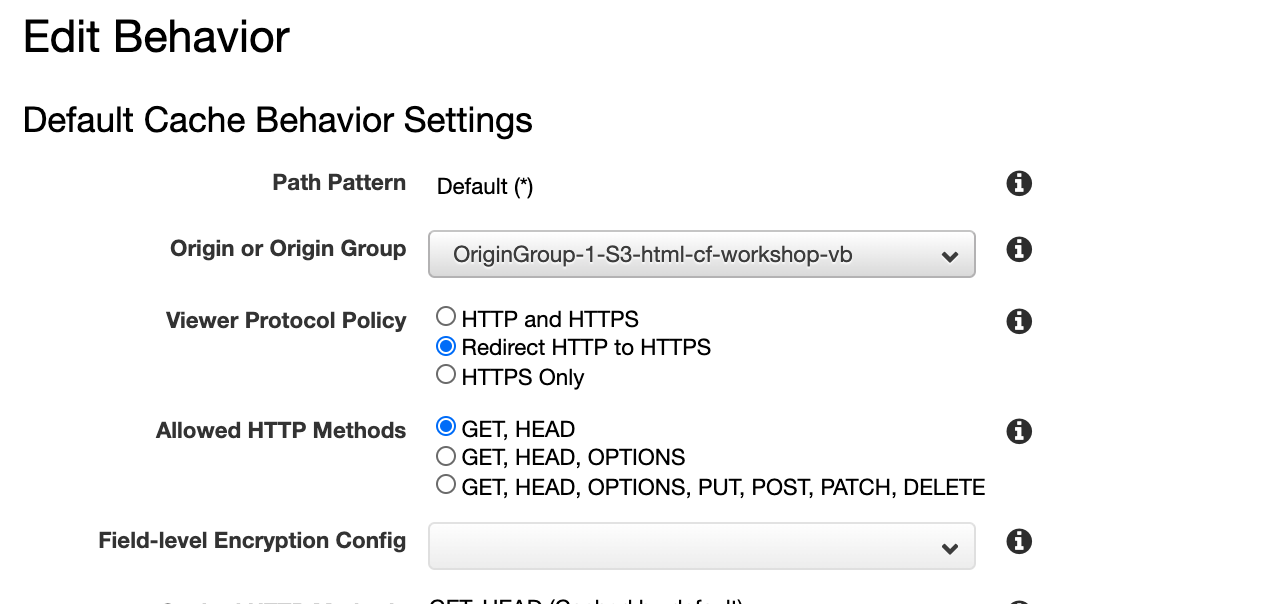 Edit Behavior
Default Cache Behavior Settings
Path Pattern Default (*)
Origin or Origin Group OriginGroup-1-S3-html-cf-workshop-vb
Viewer Protocol Policy HTTP and HTTPS
Redirect HTTP to HTTPS
HTTPS Only
Allowed HTTP Methods GET, HEAD
GET, HEAD, OPTIONS
GET, HEAD, OPTIONS, PUT, POST, PATCH, DELETE
Field-level Encryption Config